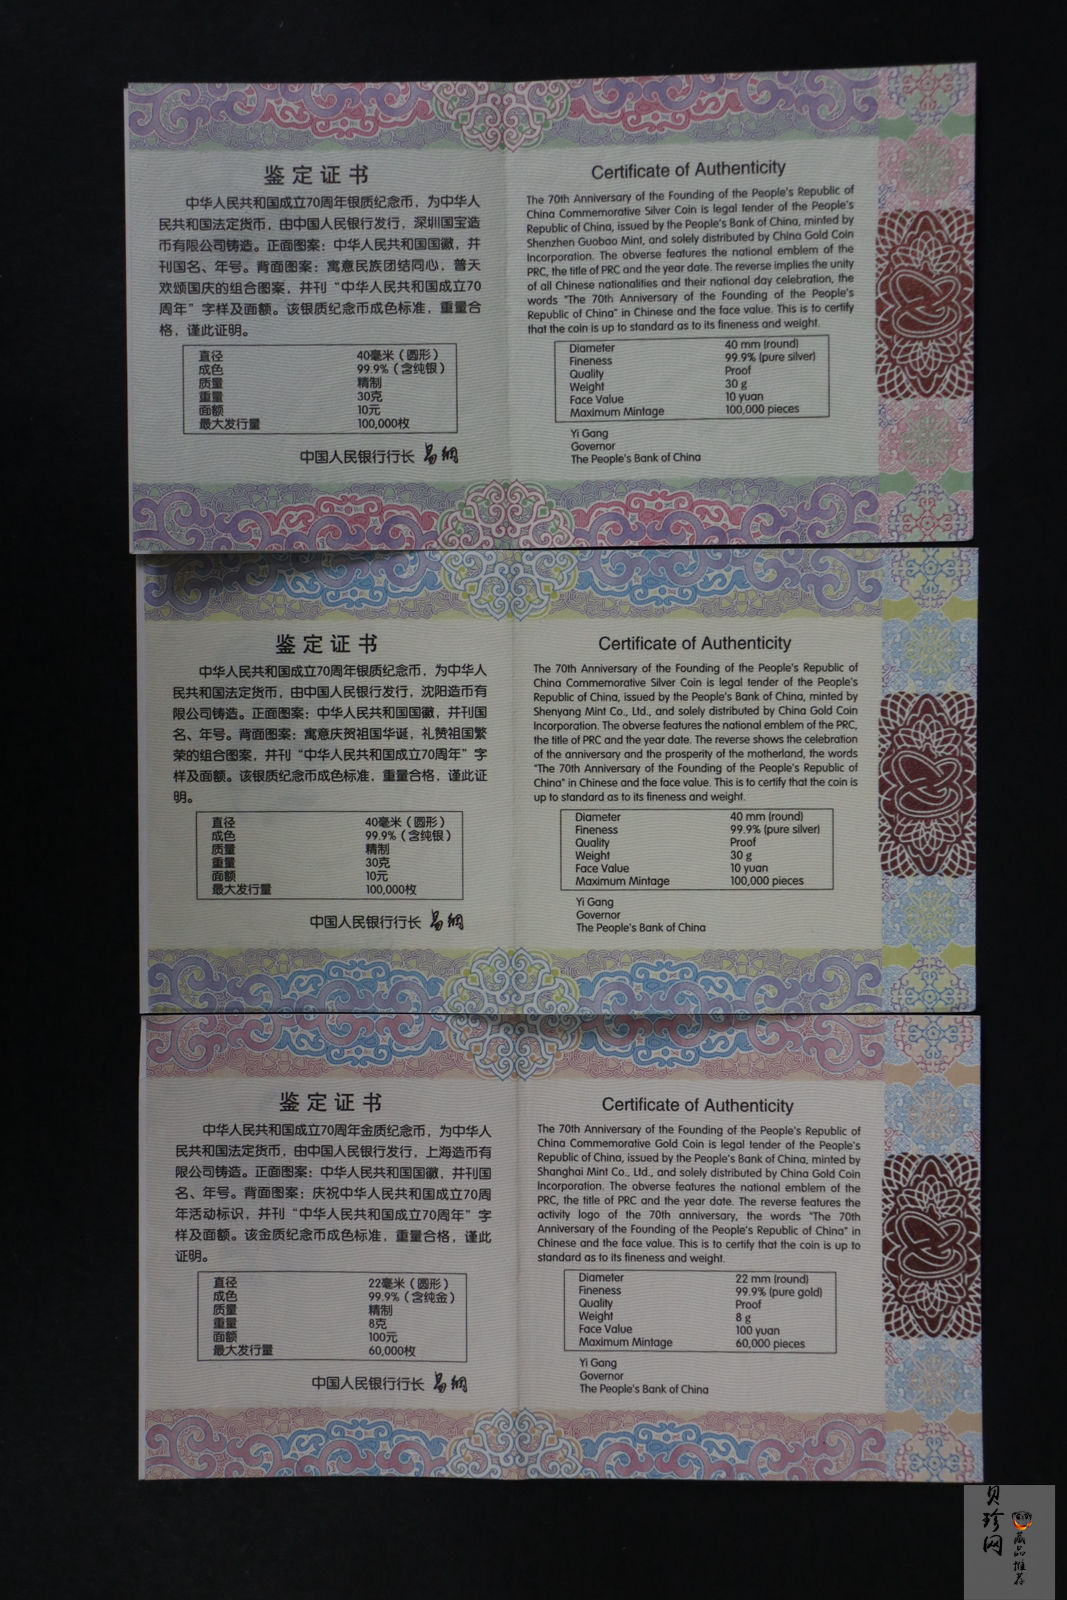 鉴定证书
中华人民共和国成立70周年银质纪念币，为中华人
民共和国法定货币，由中国人民银行发行，深圳国宝造
币有限公司铸造。正面图案：中华人民共和国国徽，并
刊国名、年号。背面图案：寓意民族团结同心，普天
欢颂国庆的组合图案，并刊“中华人民共和国成立70
周年”字样及面额。该银质纪念币成色标准，重量合
格，谨此证明。
直径 40毫米（圆形）
成色 99.9%（含纯银）
质量 精制
重量 30克
面额 10元
最大发行量 100,000枚
中国人民银行行长 易纲
Certificate of Authenticity
The 70th Anniversary of the Founding of the People's Republic of
China Commemorative Silver Coin is legal tender of the People's
Republic of China, issued by the People's Bank of China, minted by
Shenzhen Guobao Mint, and solely distributed by China Gold Coin
Incorporation. The obverse features the national emblem of the
PRC, the title of PRC and the year date. The reverse implies the unity
of all Chinese nationalities and their national day celebration, the
words "The 70th Anniversary of the Founding of the People's
Republic of China" in Chinese and the face value. This is to certify
that the coin is up to standard as to its fineness and weight.
Diameter 40 mm (round)
Fineness 99.9% (pure silver)
Quality Proof
Weight 30 g
Face Value 10 yuan
Maximum Mintage 100,000 pieces
Yi Gang
Governor
The People's Bank of China
鉴定证书
中华人民共和国成立70周年银质纪念币，为中华人
民共和国法定货币，由中国人民银行发行，沈阳造币有
限公司铸造。正面图案：中华人民共和国国徽，并刊国
名、年号。背面图案：寓意庆贺祖国华诞，礼赞祖国繁
荣的组合图案，并刊“中华人民共和国成立70周年”字
样及面额。该银质纪念币成色标准，重量合格，谨此证
明。
直径 40毫米（圆形）
成色 99.9%（含纯银）
质量 精制
重量 30克
面额 10元
最大发行量 100,000枚
中国人民银行行长 易纲
Certificate of Authenticity
The 70th Anniversary of the Founding of the People's Republic of
China Commemorative Silver Coin is legal tender of the People's
Republic of China, issued by the People's Bank of China, minted by
Shenyang Mint Co., Ltd., and solely distributed by China Gold Coin
Incorporation. The obverse features the national emblem of the PRC,
the title of PRC and the year date. The reverse shows the celebration
of the anniversary and the prosperity of the motherland, the words
"The 70th Anniversary of the Founding of the People's Republic of
China" in Chinese and the face value. This is to certify that the coin is
up to standard as to its fineness and weight.
Diameter 40 mm (round)
Fineness 99.9% (pure silver)
Quality Proof
Weight 30 g
Face Value 10 yuan
Maximum Mintage 100,000 pieces
Yi Gang
Governor
The People's Bank of China
鉴定证书
中华人民共和国成立70周年金质纪念币，为中华人
民共和国法定货币，由中国人民银行发行，上海造币有
限公司铸造。正面图案：中华人民共和国国徽，并刊国
名、年号。背面图案：庆祝中华人民共和国成立70周
年活动标识，并刊“中华人民共和国成立70周年”字
样及面额。该金质纪念币成色标准，重量合格，谨此
证明。
直径 22毫米（圆形）
成色 99.9%（含纯金）
质量 精制
重量 8克
面额 100元
最大发行量 60,000枚
中国人民银行行长 易纲
Certificate of Authenticity
The 70th Anniversary of the Founding of the People's Republic of
China Commemorative Gold Coin is legal tender of the People's
Republic of China, issued by the People's Bank of China, minted by
Shanghai Mint Co., Ltd., and solely distributed by China Gold Coin
Incorporation. The obverse features the national emblem of the
PRC, the title of PRC and the year date. The reverse features the
activity logo of the 70th anniversary, the words "The 70th
Anniversary of the Founding of the People's Republic of China" in
Chinese and the face value. This is to certify that the coin is up to
standard as to its fineness and weight.
Diameter 22 mm (round)
Fineness 99.9% (pure gold)
Quality Proof
Weight 8 g
Face Value 100 yuan
Maximum Mintage 60,000 pieces
Yi Gang
Governor
The People's Bank of China
贝珍网
藏品推荐